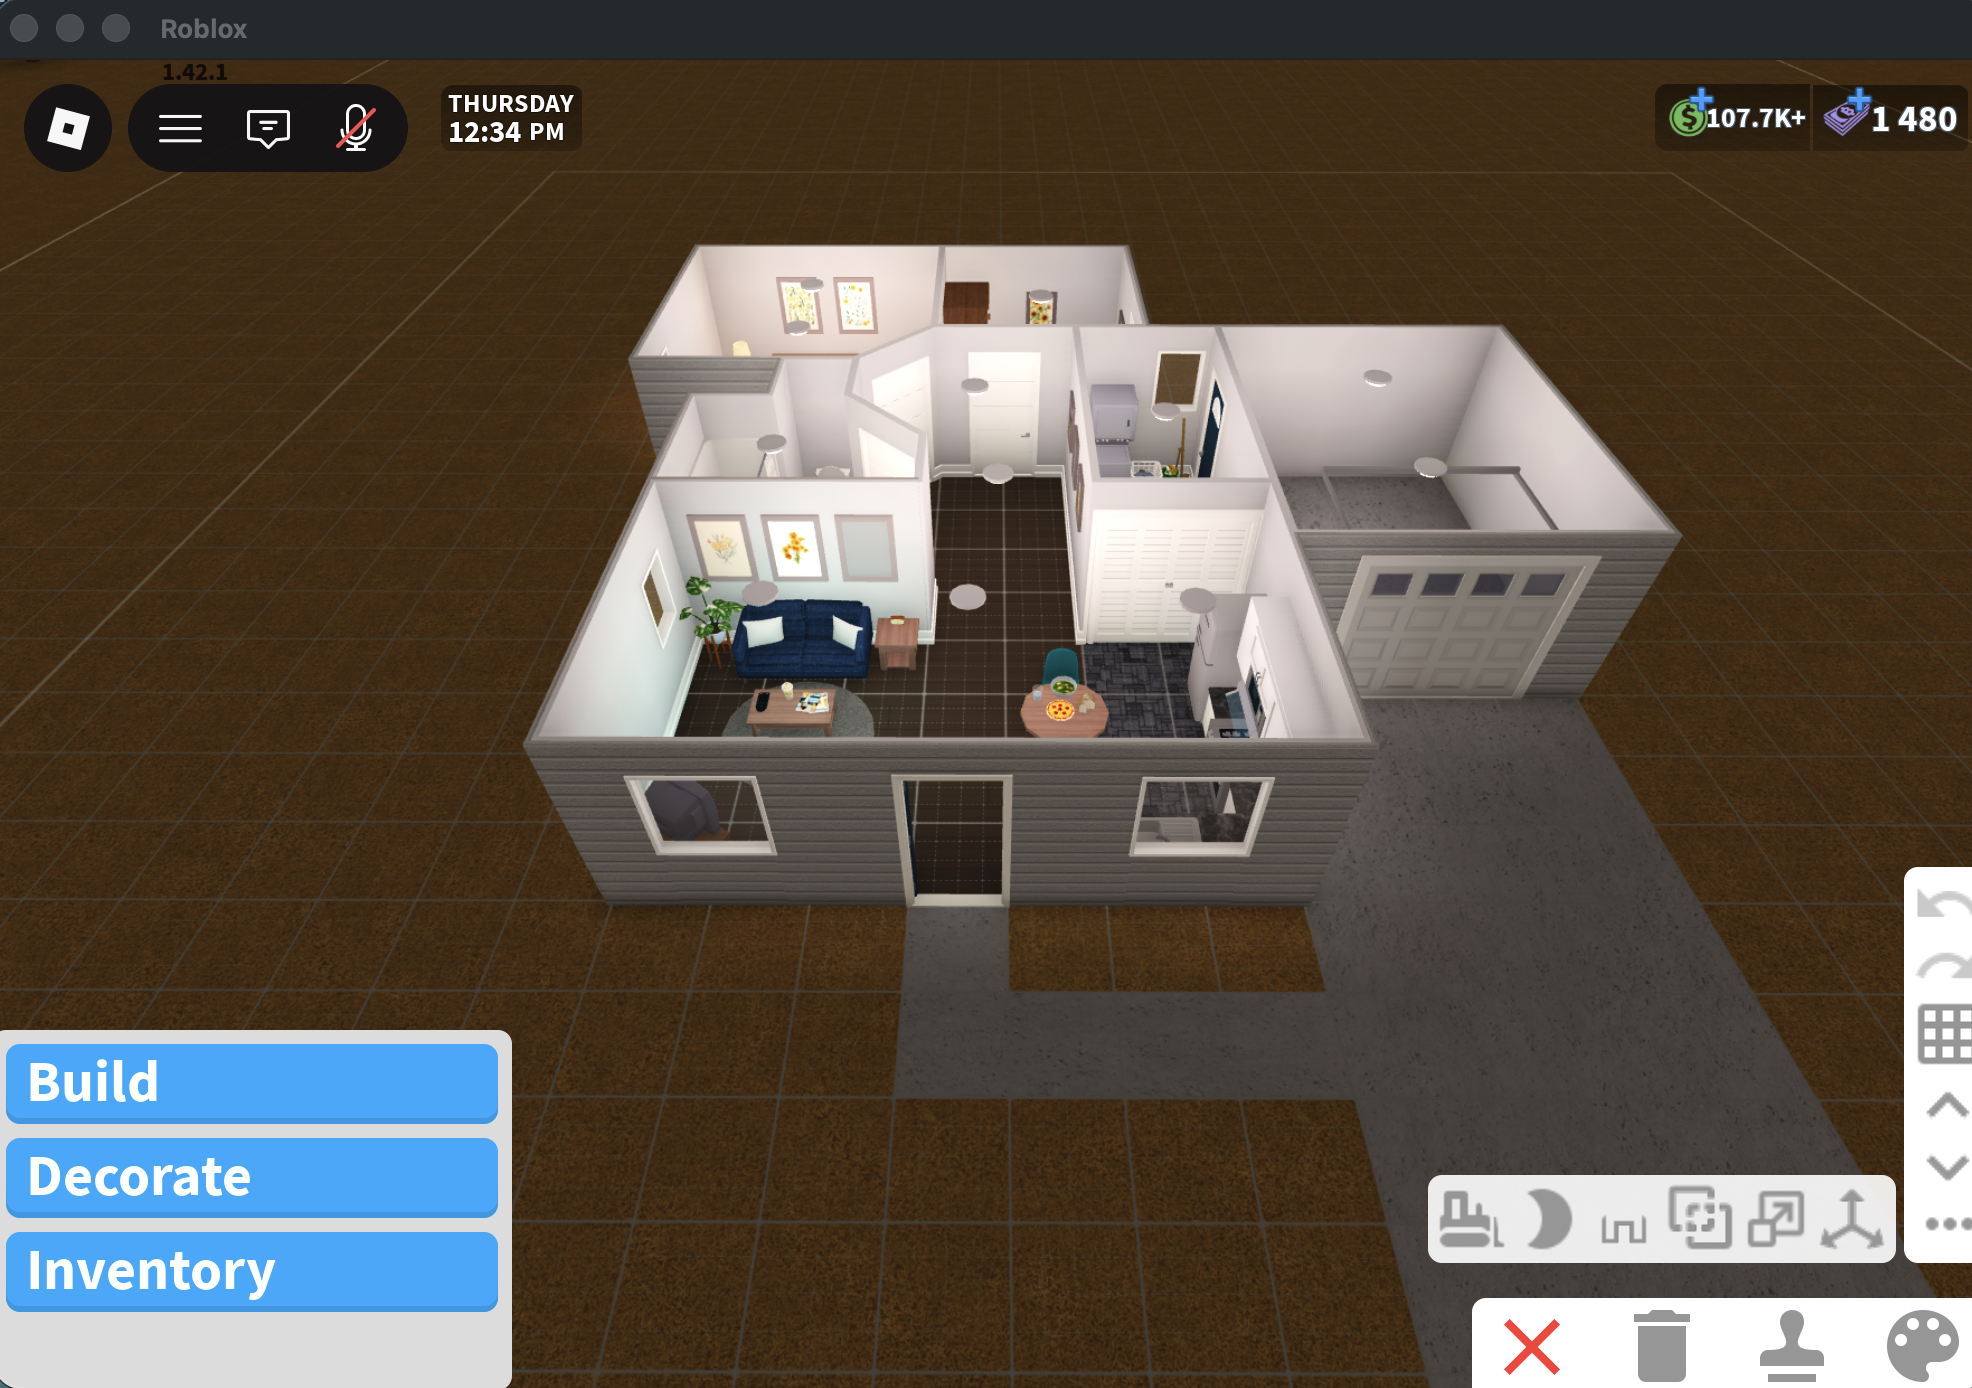 Roblox
1.42.1
THURSDAY
12:34 PM
107.7K+
1 480
Build
Decorate
Inventory